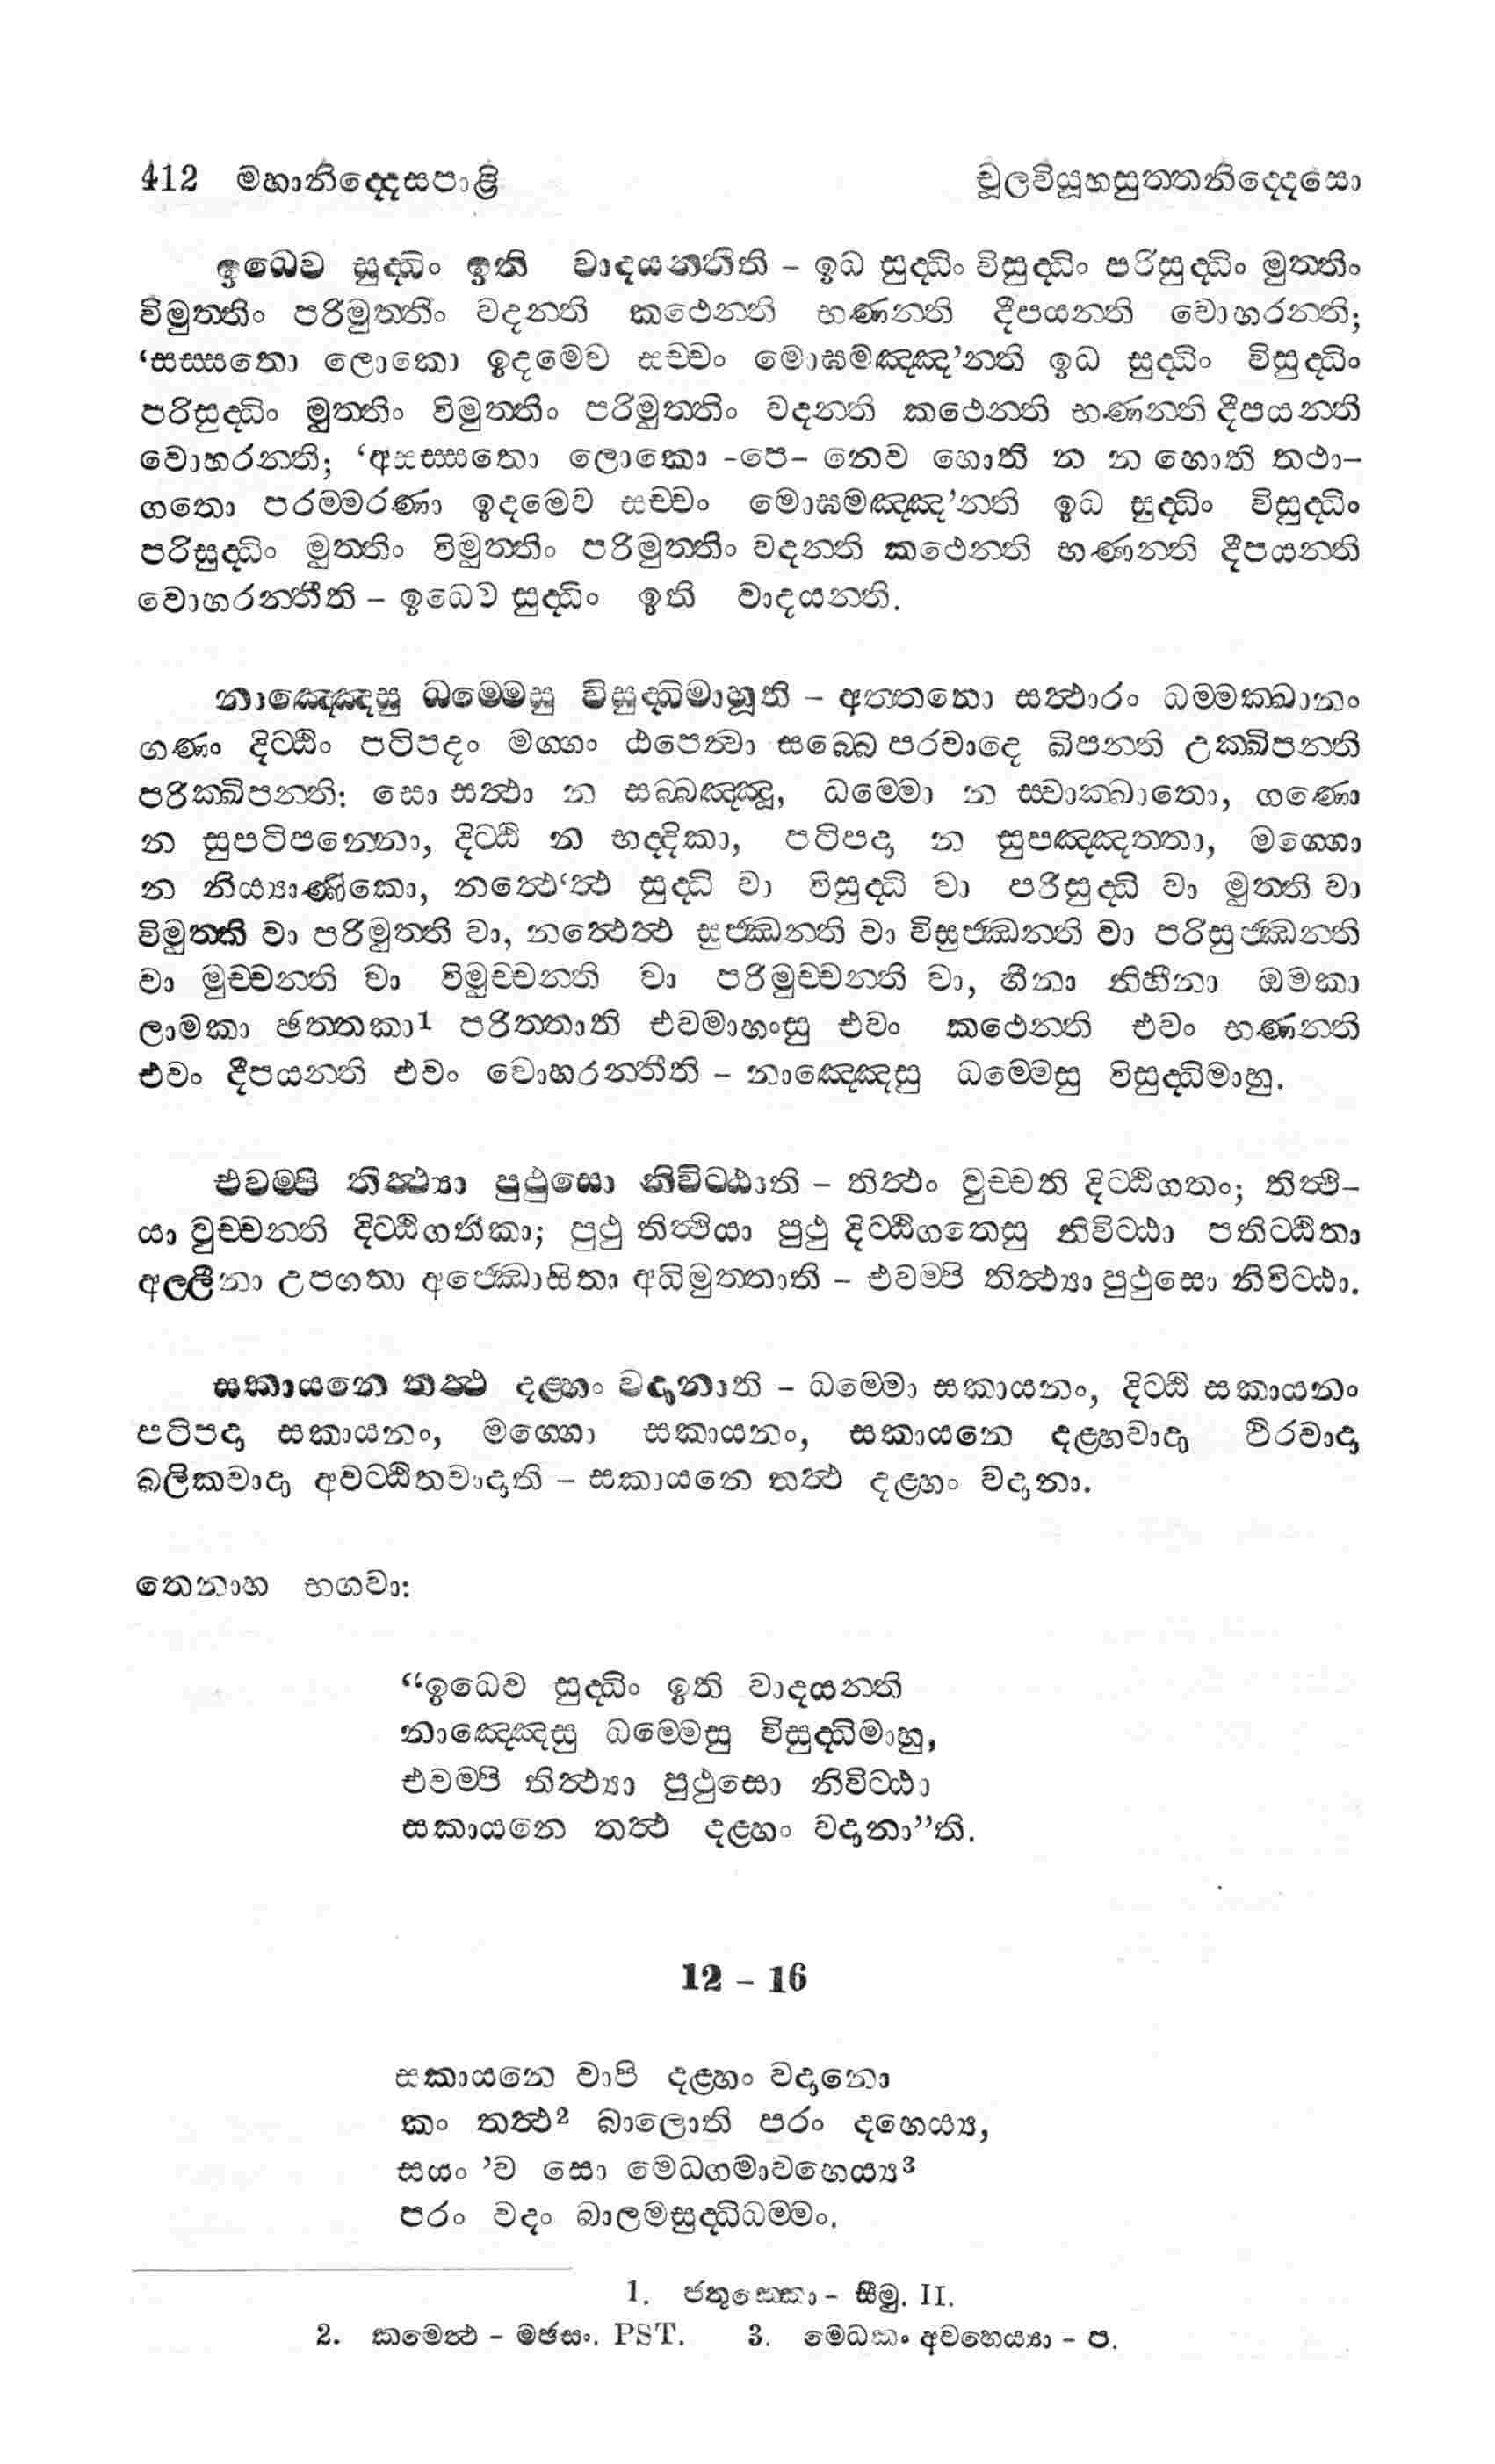 412 මහානිද්දෙසපාළි චූලවියූහසුත්තනිද්දෙසො
ඉධෙව සුද්ධිං ඉති වාදයන්තීති – ඉධ සුද්ධිං විසුද්ධිං පරිසුද්ධිං මුත්තිං
විමුත්තිං පරිමුත්තිං වදන්ති කථෙන්ති භණන්ති දීපයන්ති වොහරන්ති;
‘සස්සතො ලොකො ඉදමෙව සච්චං මොඝමඤ්ඤ’න්ති ඉධ සුද්ධිං විසුද්ධිං
පරිසුද්ධිං මුත්තිං විමුත්තිං පරිමුත්තිං වදන්ති කථෙන්ති භණන්ති දීපයන්ති
වොහරන්ති; ‘අසස්සතො ලොකො -පෙ- නෙව හොති න න හොති තථා–
ගතො පරම්මරණා ඉදමෙව සච්චං මොඝමඤ්ඤ’න්ති ඉධ සුද්ධිං විසුද්ධිං
පරිසුද්ධිං මුත්තිං විමුත්තිං පරිමුත්තිං වදන්ති කථෙන්ති භණන්ති දීපයන්ති
වොහරන්තීති – ඉධෙව සුද්ධිං ඉති වාදයන්ති.
නාඤ්ඤෙසු ධම්මෙසු විසුද්ධිමාහූති – අත්තනො සත්ථාරං ධම්මක්ඛානං
ගණං දිට්ඨිං පටිපදං මග්ගං ඨපෙත්වා සබ්බෙ පරවාදෙ ඛිපන්ති උක්ඛිපන්ති
පරික්ඛිපන්ති: සො සත්ථා න සබ්බඤ්ඤූ, ධම්මො න ස්වාක්ඛාතො, ගණො
න සුපටිපන්නො, දිට්ඨි න භද්දිකා, පටිපදා න සුපඤ්ඤත්තා, මග්ගො
න නිය්‍යාණිකො, නත්ථෙ‘ත්ථ සුද්ධි වා විසුද්ධි වා පරිසුද්ධි වා මුත්ති වා
විමුත්ති වා පරිමුත්ති වා, නත්ථෙත්ථ සුජ්ඣන්ති වා විසුජ්ඣන්ති වා පරිසුජ්ඣන්ති
වා මුච්චන්ති වා විමුච්චන්ති වා පරිමුච්චන්ති වා, හීනා නිහීනා ඔමකා
ලාමකා ඡත්තකා1 පරිත්තාති එවමාහංසු එවං කථෙන්ති එවං භණන්ති
එවං දීපයන්ති එවං වොහරන්තීති – නාඤ්ඤෙසු ධම්මෙසු විසුද්ධිමාහු.
එවම්පි තිත්ථ්‍යා පුථුසො නිවිට්ඨාති – තිත්ථං වුච්චති දිට්ඨිගතං; තිත්ථි–
යා වුච්චන්ති දිට්ඨිගතිකා; පුථු තිත්ථියා පුථු දිට්ඨිගතෙසු නිවිට්ඨා පතිට්ඨිතා
අල්ලීනා උපගතා අජ්ඣොසිතා අධිමුත්තාති – එවම්පි තිත්ථ්‍යා පුථුසො නිවිට්ඨා.
සකායනෙ තත්ථ දළ්හං වදානාති – ධම්මො සකායනං, දිට්ඨි සකායනං
පටිපදා සකායනං, මග්ගො සකායනං, සකායනෙ දළ්හවාදා ථිරවාදා
බලිකවාදා අවට්ඨිතවාදාති – සකායනෙ තත්ථ දළ්හං වදානා.
තෙනාහ භගවා:
“ඉධෙව සුද්ධිං ඉති වාදයන්ති
නාඤ්ඤෙසු ධම්මෙසු විසුද්ධිමාහු,
එවම්පි තිත්ථ්‍යා පුථුසො නිවිට්ඨා
සකායනෙ තත්ථ දළ්හං වදානා”ති.
12 – 16
සකායනෙ වාපි දළ්හං වදානො
කං තත්ථ2 බාලොති පරං දහෙය්‍ය,
සයං ’ව සො මෙධගමාවහෙය්‍ය3
පරං වදං බාලමසුද්ධිධම්මං.
1. ජතුක්කො – සීමු. II.
2. කමෙත්ථ – මඡසං. PST. 3. මෙධකං අවහෙය්‍යා – ප.